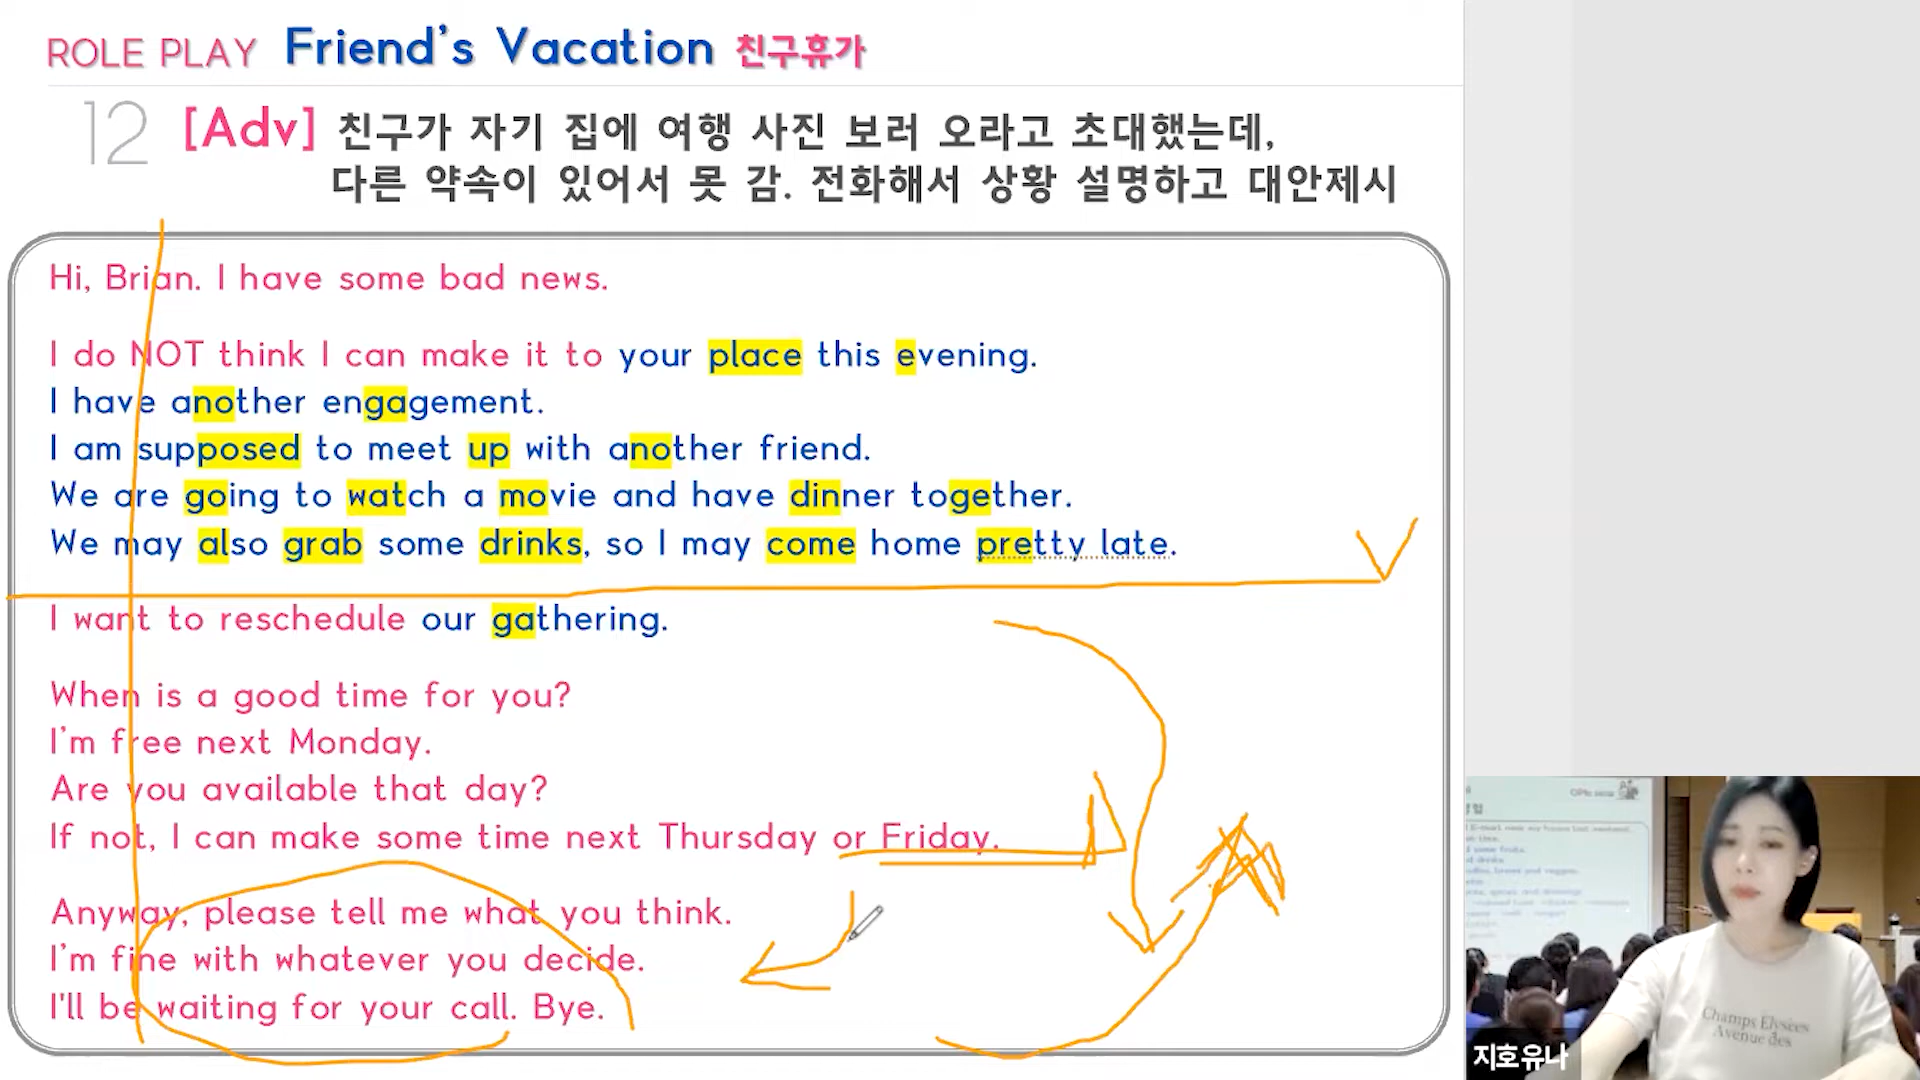 ROLE PLAY Friend's Vacation 친구휴가
12 [Adv] 친구가 자기 집에 여행 사진 보러 오라고 초대했는데,
다른 약속이 있어서 못 감. 전화해서 상황 설명하고 대안제시
Hi, Brian. I have some bad news.
I do NOT think I can make it to your place this evening.
I have another engagement.
I am supposed to meet up with another friend.
We are going to watch a movie and have dinner together.
We may also grab some drinks, so I may come home pretty late.
I want to reschedule our gathering.
When is a good time for you?
I'm free next Monday.
Are you available that day?
If not, I can make some time next Thursday or Friday.
Anyway, please tell me what you think.
I'm fine with whatever you decide.
I'll be waiting for your call. Bye.
Champs Elysées
Avenue des
지호유나